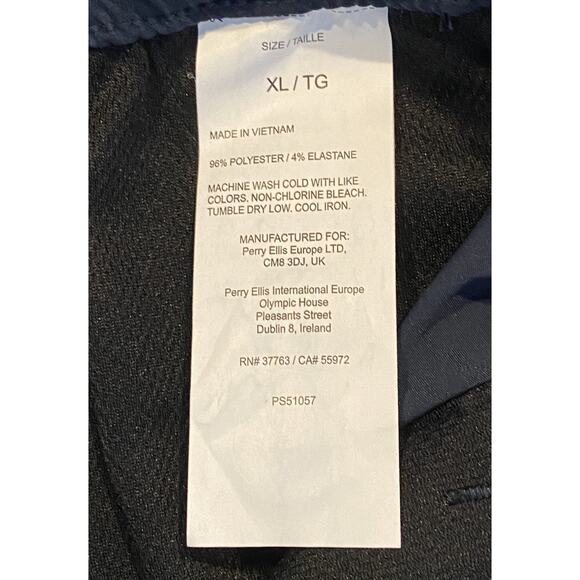 SIZE / TAILLE
XL / TG
MADE IN VIETNAM
96% POLYESTER / 4% ELASTANE
MACHINE WASH COLD WITH LIKE
COLORS. NON-CHLORINE BLEACH.
TUMBLE DRY LOW. COOL IRON.
MANUFACTURED FOR:
Perry Ellis Europe LTD,
CM8 3DJ, UK
Perry Ellis International Europe
Olympic House
Pleasants Street
Dublin 8, Ireland
RN# 37763 / CA# 55972
PS51057